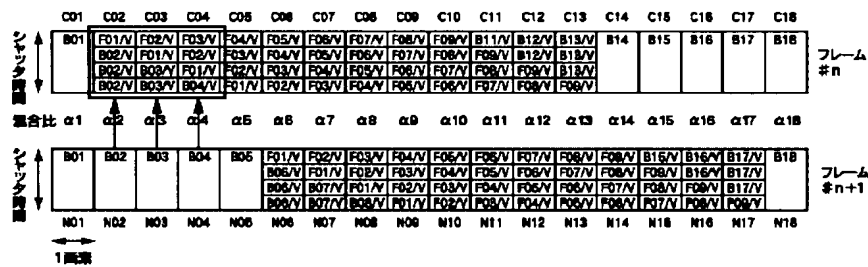 C01 C02 C03 C04 C05 C06 C07 C08 C09 C10 C11 C12 C13 C14 C15 C16 C17 C18
シャッタ時間
B01 F01/V F02/V F03/V F04/V F05/V F06/V F07/V F08/V F09/V B11/V B12/V B13/V B14 B15 B16 B17 B18
B02/V F01/V F02/V F03/V F04/V F05/V F06/V F07/V F08/V F09/V B12/V B13/V
B02/V B03/V F01/V F02/V F03/V F04/V F05/V F06/V F07/V F08/V F09/V B13/V
B02/V B03/V B04/V F01/V F02/V F03/V F04/V F05/V F06/V F07/V F08/V F09/V
フレーム
#n
混合比 α1 α2 α3 α4 α5 α6 α7 α8 α9 α10 α11 α12 α13 α14 α15 α16 α17 α18
シャッタ時間
B01 B02 B03 B04 B05 F01/V F02/V F03/V F04/V F05/V F06/V F07/V F08/V F09/V B15/V B16/V B17/V B18
B06/V F01/V F02/V F03/V F04/V F05/V F06/V F07/V F08/V F09/V B16/V B17/V
B06/V B07/V F01/V F02/V F03/V F04/V F05/V F06/V F07/V F08/V F09/V B17/V
B06/V B07/V B08/V F01/V F02/V F03/V F04/V F05/V F06/V F07/V F08/V F09/V
フレーム
#n+1
N01 N02 N03 N04 N05 N06 N07 N08 N09 N10 N11 N12 N13 N14 N15 N16 N17 N18
1画素